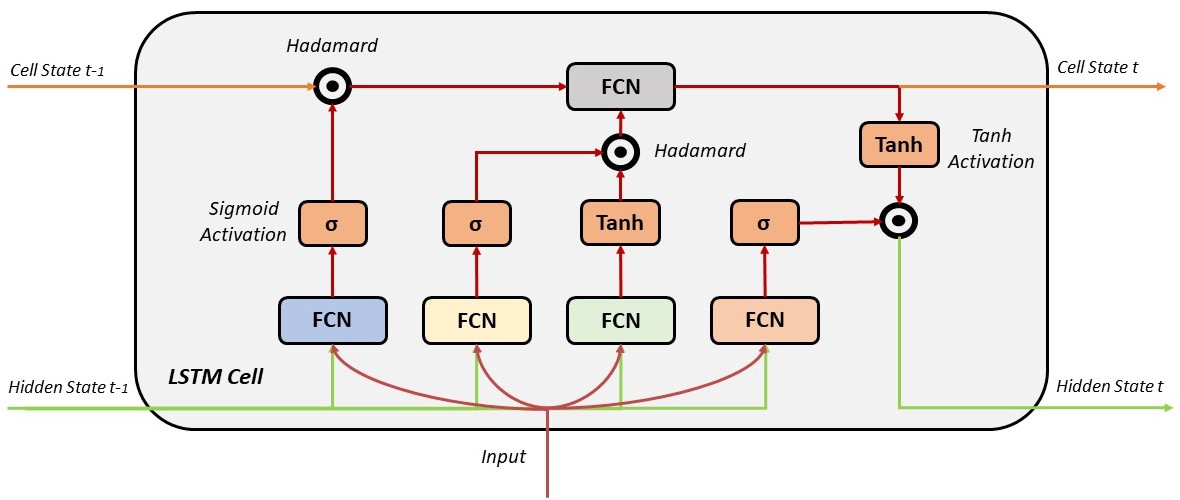 Hadamard
Cell State t-1
Cell State t
FCN
Tanh
Tanh
Activation
Hadamard
Sigmoid
Activation
σ
σ
Tanh
σ
FCN
FCN
FCN
FCN
LSTM Cell
Hidden State t-1
Hidden State t
Input